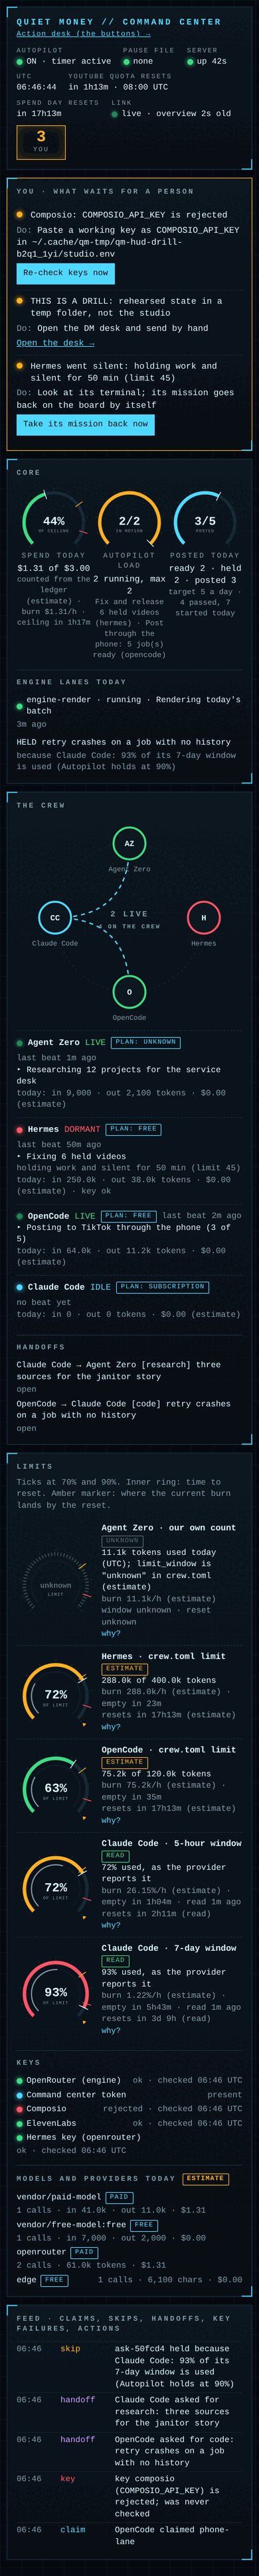 QUIET MONEY // COMMAND CENTER
Action desk (the buttons) →
AUTOPILOT
ON · timer active
PAUSE FILE
none
SERVER
up 42s
UTC
06:46:44
YOUTUBE QUOTA RESETS
in 1h13m · 08:00 UTC
SPEND DAY RESETS
in 17h13m
LINK
live · overview 2s old
3
YOU
YOU · WHAT WAITS FOR A PERSON
Composio: COMPOSIO_API_KEY is rejected
Do: Paste a working key as COMPOSIO_API_KEY
in ~/.cache/qm-tmp/qm-hud-drill-
b2q1_1yi/studio.env
Re-check keys now
THIS IS A DRILL: rehearsed state in a
temp folder, not the studio
Do: Open the DM desk and send by hand
Open the desk →
Hermes went silent: holding work and
silent for 50 min (limit 45)
Do: Look at its terminal; its mission goes
back on the board by itself
Take its mission back now
CORE
44%
OF CEILING
SPEND TODAY
$1.31 of $3.00
counted from the
ledger
(estimate) ·
burn $1.31/h ·
ceiling in 1h17m
2/2
IN MOTION
AUTOPILOT
LOAD
2 running, max
2
Fix and release
6 held videos
(hermes) · Post
through the
phone: 5 job(s)
ready (opencode)
3/5
POSTED
POSTED TODAY
ready 2 · held
2 · posted 3
target 5 a day ·
4 passed, 7
started today
ENGINE LANES TODAY
engine-render · running · Rendering today's
batch
3m ago
HELD retry crashes on a job with no history
because Claude Code: 93% of its 7-day window
is used (Autopilot holds at 90%)
THE CREW
AZ
Agent Zero
CC
Claude Code
2 LIVE
ON THE CREW
H
Hermes
O
OpenCode
Agent Zero LIVE PLAN: UNKNOWN
last beat 1m ago
• Researching 12 projects for the service
desk
today: in 9,000 · out 2,100 tokens · $0.00
(estimate)
Hermes DORMANT PLAN: FREE
last beat 50m ago
• Fixing 6 held videos
holding work and silent for 50 min (limit 45)
today: in 250.0k · out 38.0k tokens · $0.00
(estimate) · key ok
OpenCode LIVE PLAN: FREE last beat 2m ago
• Posting to TikTok through the phone (3 of
5)
today: in 64.0k · out 11.2k tokens · $0.00
(estimate)
Claude Code IDLE PLAN: SUBSCRIPTION
no beat yet
today: in 0 · out 0 tokens · $0.00 (estimate)
HANDOFFS
Claude Code → Agent Zero [research] three
sources for the janitor story
open
OpenCode → Claude Code [code] retry crashes
on a job with no history
open
LIMITS
Ticks at 70% and 90%. Inner ring: time to
reset. Amber marker: where the current burn
lands by the reset.
unknown
LIMIT
Agent Zero · our own count
UNKNOWN
11.1k tokens used today
(UTC); limit_window is
"unknown" in crew.toml
(estimate)
burn 11.1k/h (estimate)
window unknown · reset
unknown
why?
72%
OF LIMIT
Hermes · crew.toml limit
ESTIMATE
288.0k of 400.0k tokens
burn 288.0k/h (estimate) ·
empty in 23m
resets in 17h13m (estimate)
why?
63%
OF LIMIT
OpenCode · crew.toml limit
ESTIMATE
75.2k of 120.0k tokens
burn 75.2k/h (estimate) ·
empty in 35m
resets in 17h13m (estimate)
why?
72%
OF LIMIT
Claude Code · 5-hour window
READ
72% used, as the provider
reports it
burn 26.15%/h (estimate) ·
empty in 1h04m · read 1m ago
resets in 2h11m (read)
why?
93%
OF LIMIT
Claude Code · 7-day window
READ
93% used, as the provider
reports it
burn 1.22%/h (estimate) ·
empty in 5h43m · read 1m ago
resets in 3d 9h (read)
why?
KEYS
OpenRouter (engine) ok · checked 06:46 UTC
Command center token present
Composio rejected · checked 06:46 UTC
ElevenLabs ok · checked 06:46 UTC
Hermes key (openrouter)
ok · checked 06:46 UTC
MODELS AND PROVIDERS TODAY ESTIMATE
vendor/paid-model PAID
1 calls · in 41.0k · out 11.0k · $1.31
vendor/free-model:free FREE
1 calls · in 7,000 · out 2,000 · $0.00
openrouter PAID
2 calls · 61.0k tokens · $1.31
edge FREE 1 calls · 6,100 chars · $0.00
FEED · CLAIMS, SKIPS, HANDOFFS, KEY
FAILURES, ACTIONS
06:46 skip ask-50fcd4 held because
Claude Code: 93% of its
7-day window is used
(Autopilot holds at 90%)
06:46 handoff Claude Code asked for
research: three sources
for the janitor story
06:46 handoff OpenCode asked for code:
retry crashes on a job
with no history
06:46 key key composio
(COMPOSIO_API_KEY) is
rejected; was never
checked
06:46 claim OpenCode claimed phone-
lane